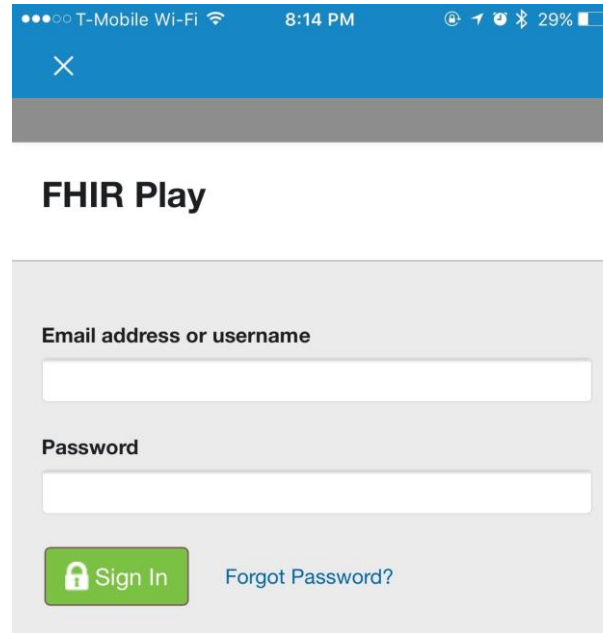 T-Mobile Wi-Fi 8:14 PM 29%
FHIR Play
Email address or username
Password
Sign In Forgot Password?